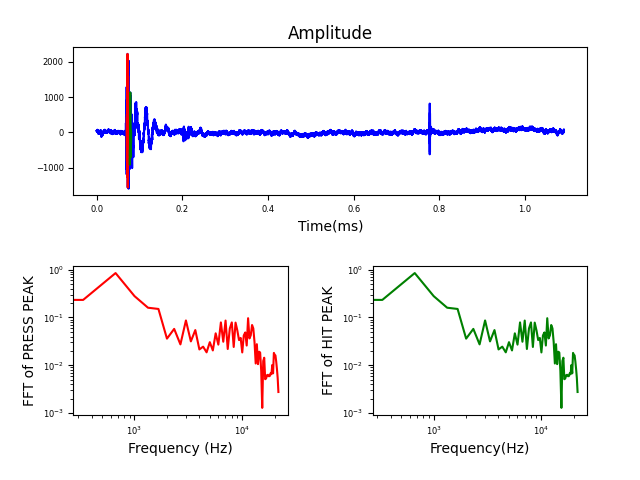 Amplitude
2000
1000
0
−1000
0.0 0.2 0.4 0.6 0.8 1.0
Time(ms)
FFT of PRESS PEAK
10⁰
10⁻¹
10⁻²
10⁻³
10³ 10⁴
Frequency (Hz)
FFT of HIT PEAK
10⁰
10⁻¹
10⁻²
10⁻³
10³ 10⁴
Frequency(Hz)